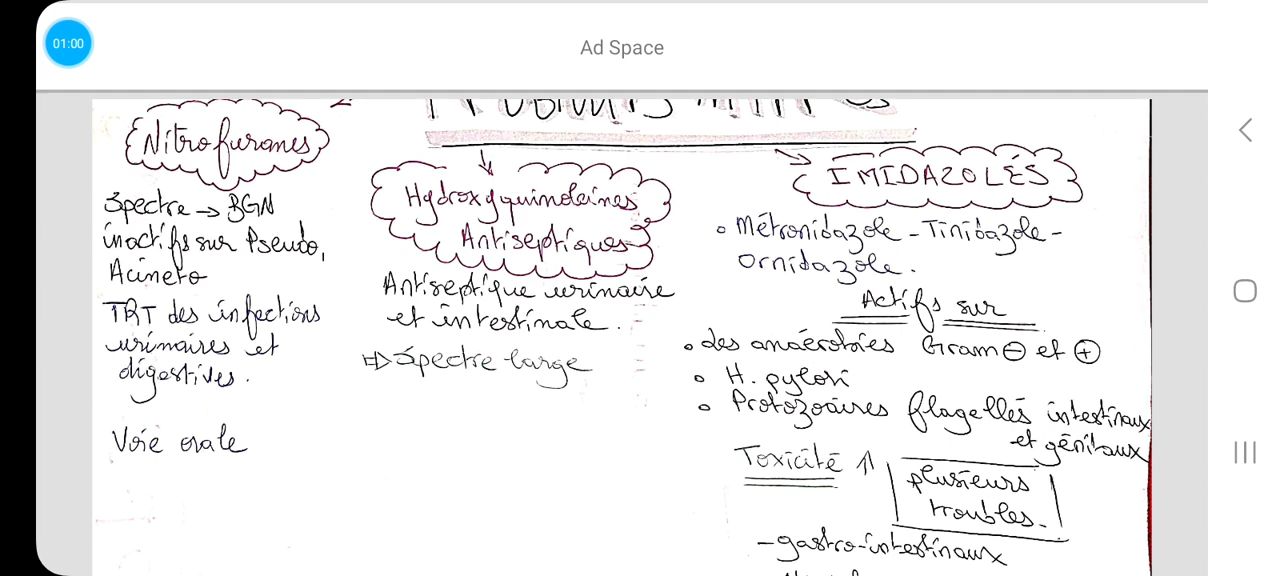 01:00
Ad Space
Nitrofuranes
Spectre → BGN
inactifs sur Pseudo,
Acineto
TRT des infections
urinaires et
digestives.
Voie orale
Hydroxyquinoleines
Antiseptiques
Antiseptique urinaire
et intestinale.
⇒ Spectre large
IMIDAZOLÉS
• Métronidazole - Tinidazole -
Ornidazole.
Actifs sur
• des anaérobies Gram ⊖ et ⊕
• H. pylori
• Protozoaires flagellés intestinaux
et génitaux
Toxicité ↑ plusieurs
troubles.
- gastro-intestinaux